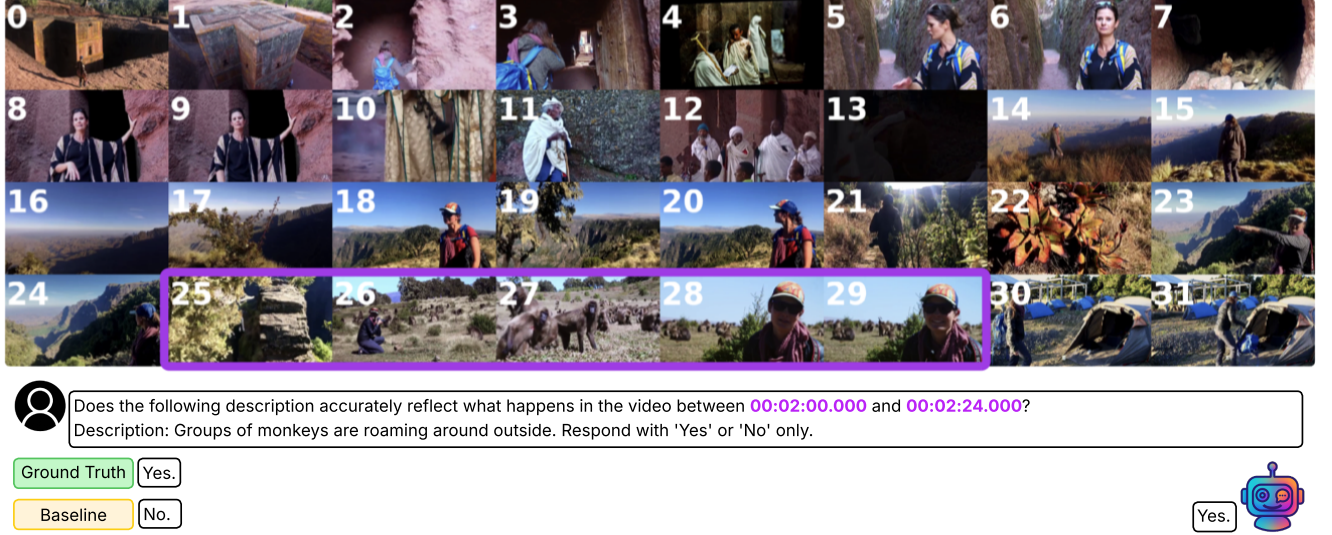 0 1 2 3 4 5 6 7
8 9 10 11 12 13 14 15
16 17 18 19 20 21 22 23
24 25 26 27 28 29 30 31
Does the following description accurately reflect what happens in the video between 00:02:00.000 and 00:02:24.000?
Description: Groups of monkeys are roaming around outside. Respond with 'Yes' or 'No' only.
Ground Truth Yes.
Baseline No.
Yes.